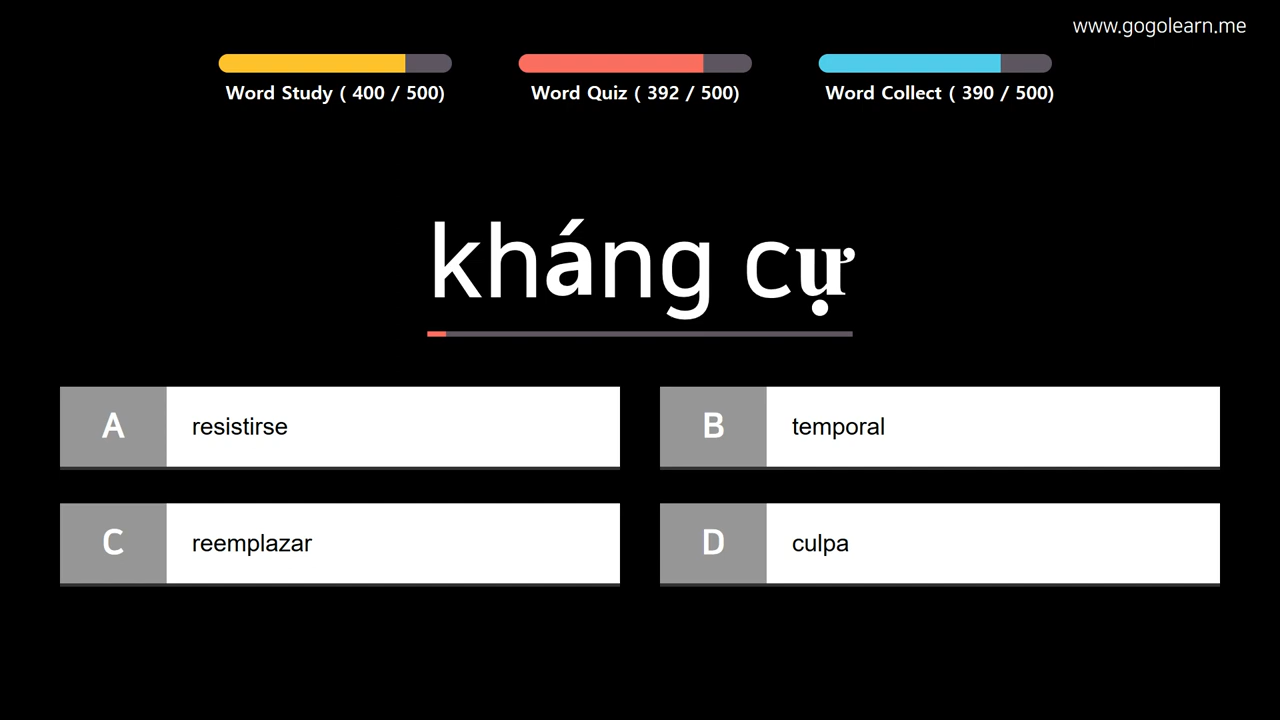 www.gogolearn.me
Word Study ( 400 / 500)
Word Quiz ( 392 / 500)
Word Collect ( 390 / 500)
kháng cự
A resistirse
B temporal
C reemplazar
D culpa